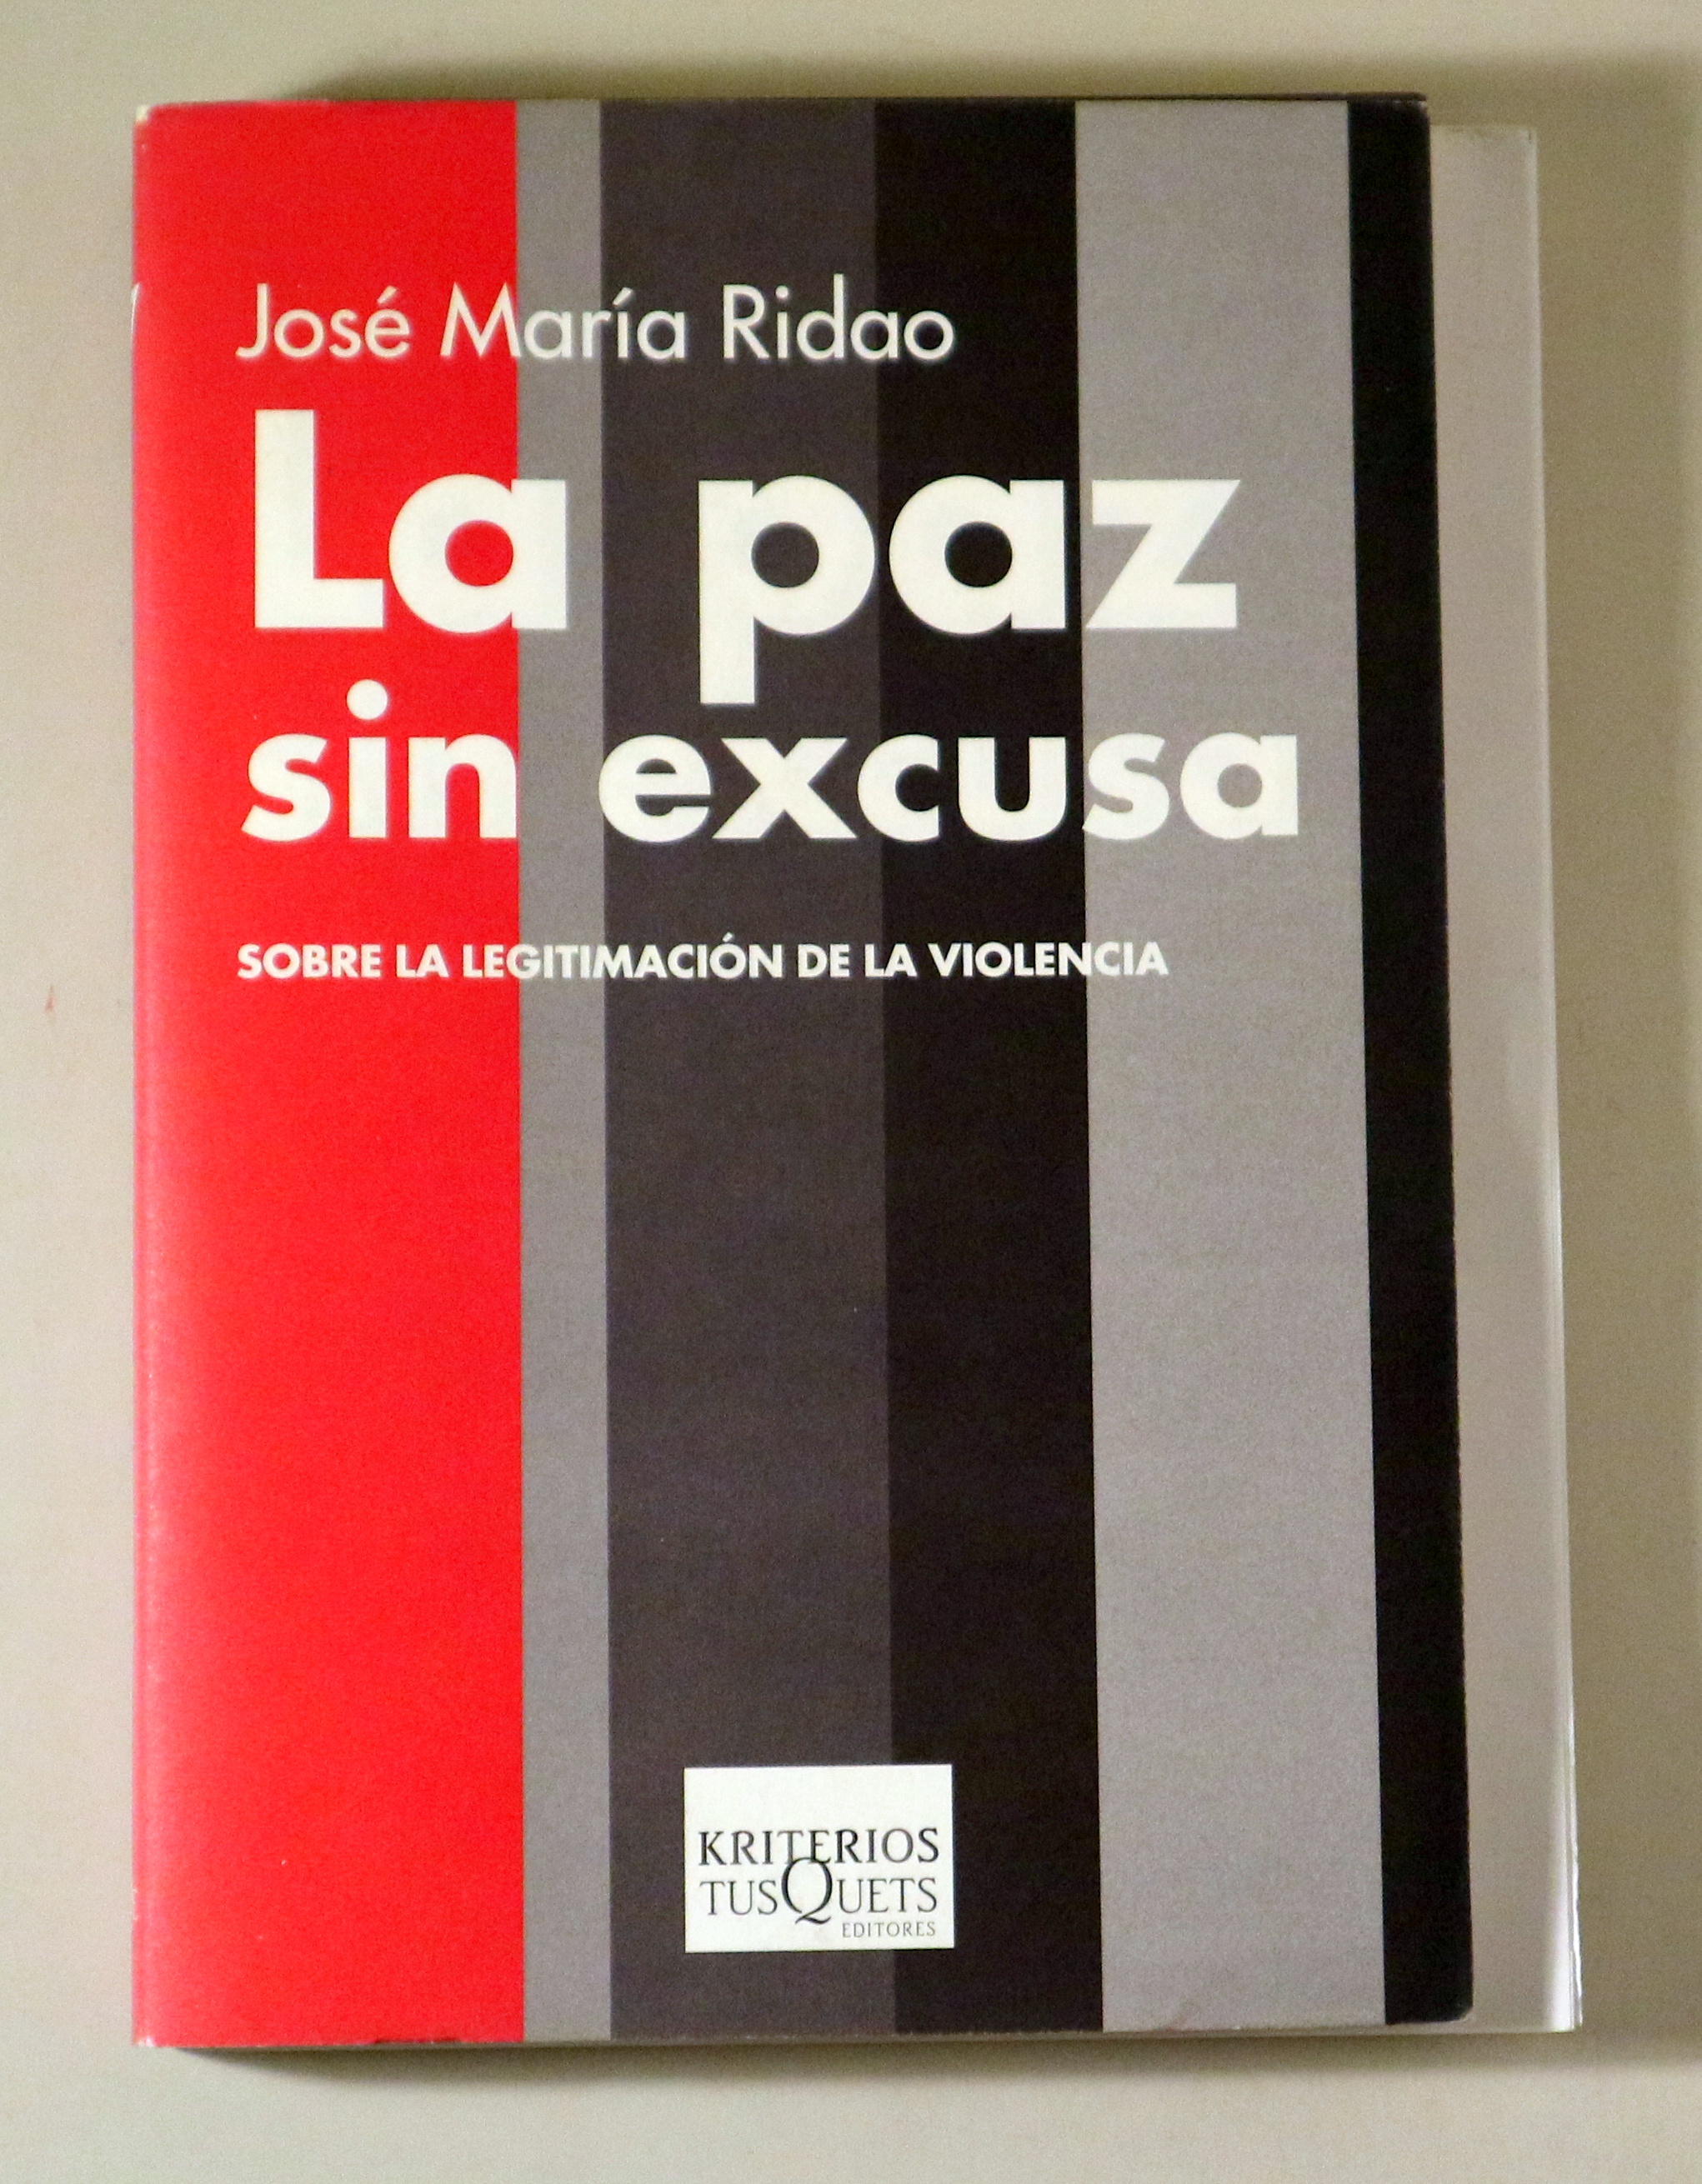 José María Ridao
La paz
sin excusa
SOBRE LA LEGITIMACIÓN DE LA VIOLENCIA
KRITERIOS
TUSQUETS
EDITORES